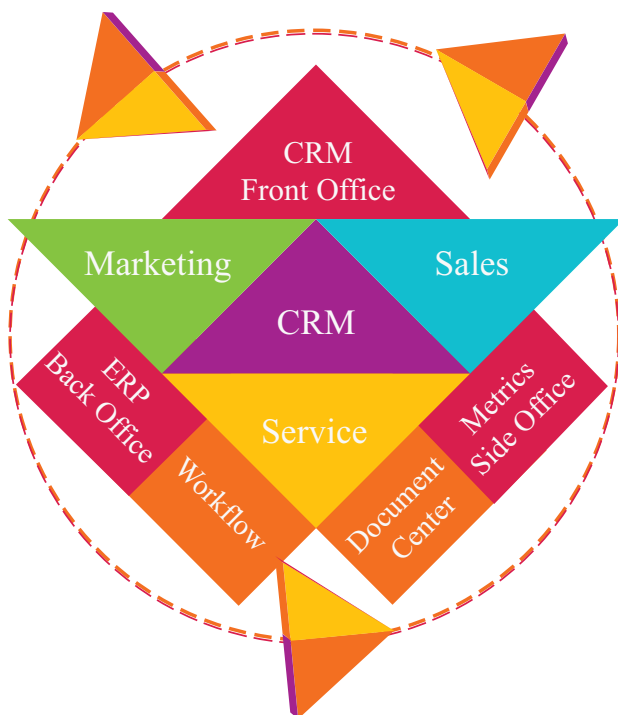 CRM
Front Office
Marketing
Sales
CRM
ERP
Back Office
Metrics
Side Office
Service
Workflow
Document
Center